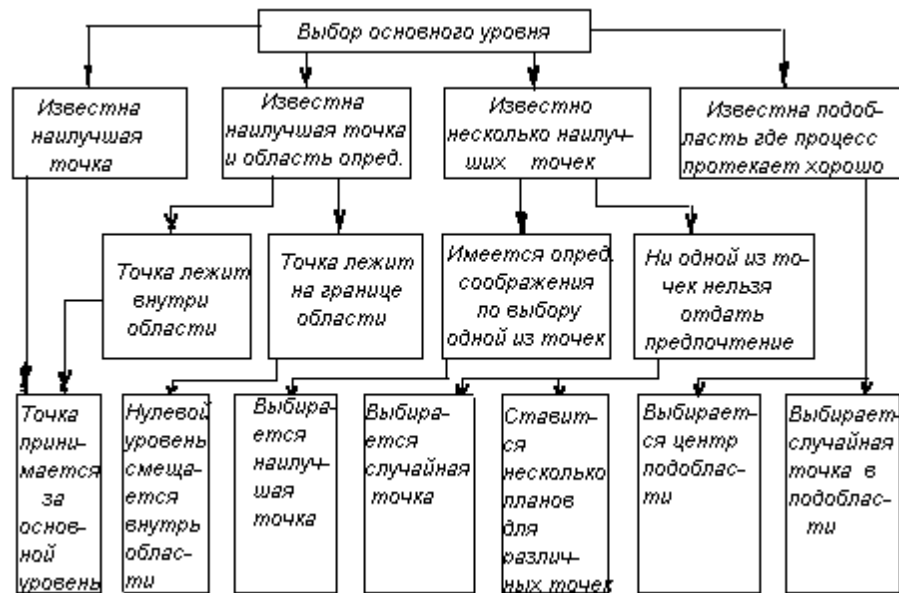 Выбор основного уровня
Известна
наилучшая
точка
Известна
наилучшая точка
и область опред.
Известно
несколько наилуч–
ших точек
Известна подоб–
ласть где процесс
протекает хорошо
Точка лежит
внутри
области
Точка лежит
на границе
области
Имеется опред.
соображения
по выбору
одной из точек
Ни одной из то–
чек нельзя
отдать
предпочтение
Точка
прини–
мается
за
основ–
ной
уровень
Нулевой
уровень
смеща–
ется
внутрь
облас–
ти
Выбира–
ется
наилуч–
шая
точка
Выбира–
ется
случайная
точка
Ставит–
ся
несколько
планов
для
различ–
ных точек
Выбирает–
ся центр
подоблас–
ти
Выбирает–
ся случайная
точка в
подоблас–
ти